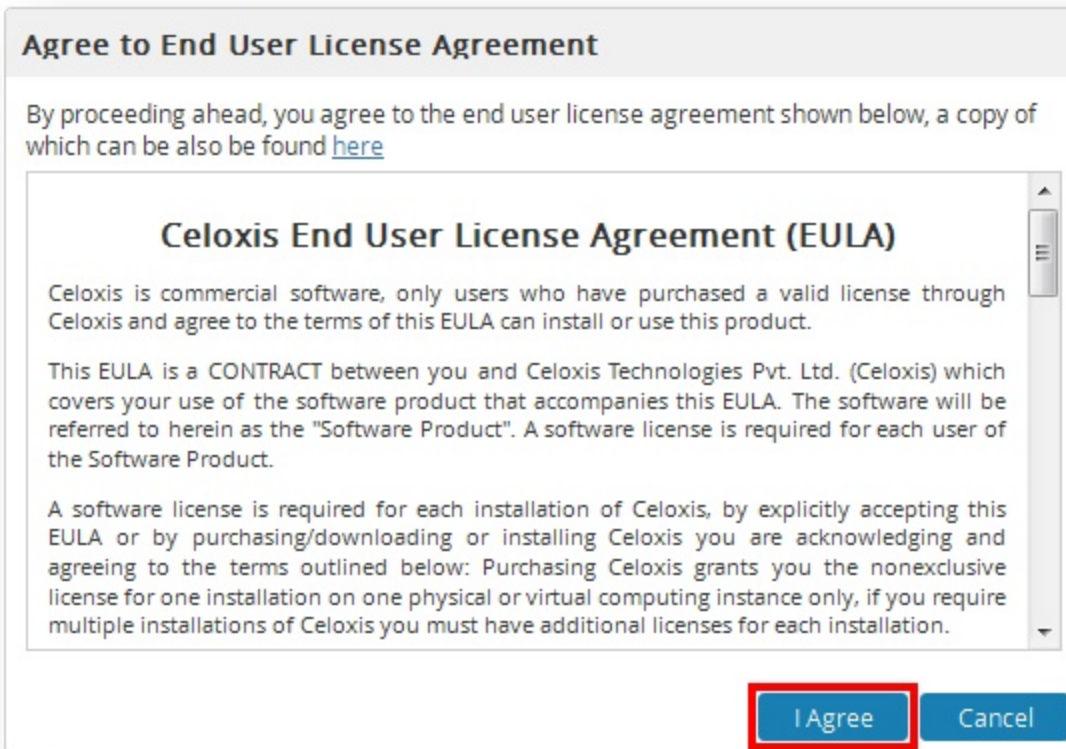 Agree to End User License Agreement
By proceeding ahead, you agree to the end user license agreement shown below, a copy of
which can be also be found here
Celoxis End User License Agreement (EULA)
Celoxis is commercial software, only users who have purchased a valid license through
Celoxis and agree to the terms of this EULA can install or use this product.
This EULA is a CONTRACT between you and Celoxis Technologies Pvt. Ltd. (Celoxis) which
covers your use of the software product that accompanies this EULA. The software will be
referred to herein as the "Software Product". A software license is required for each user of
the Software Product.
A software license is required for each installation of Celoxis, by explicitly accepting this
EULA or by purchasing/downloading or installing Celoxis you are acknowledging and
agreeing to the terms outlined below: Purchasing Celoxis grants you the nonexclusive
license for one installation on one physical or virtual computing instance only, if you require
multiple installations of Celoxis you must have additional licenses for each installation.
I Agree Cancel